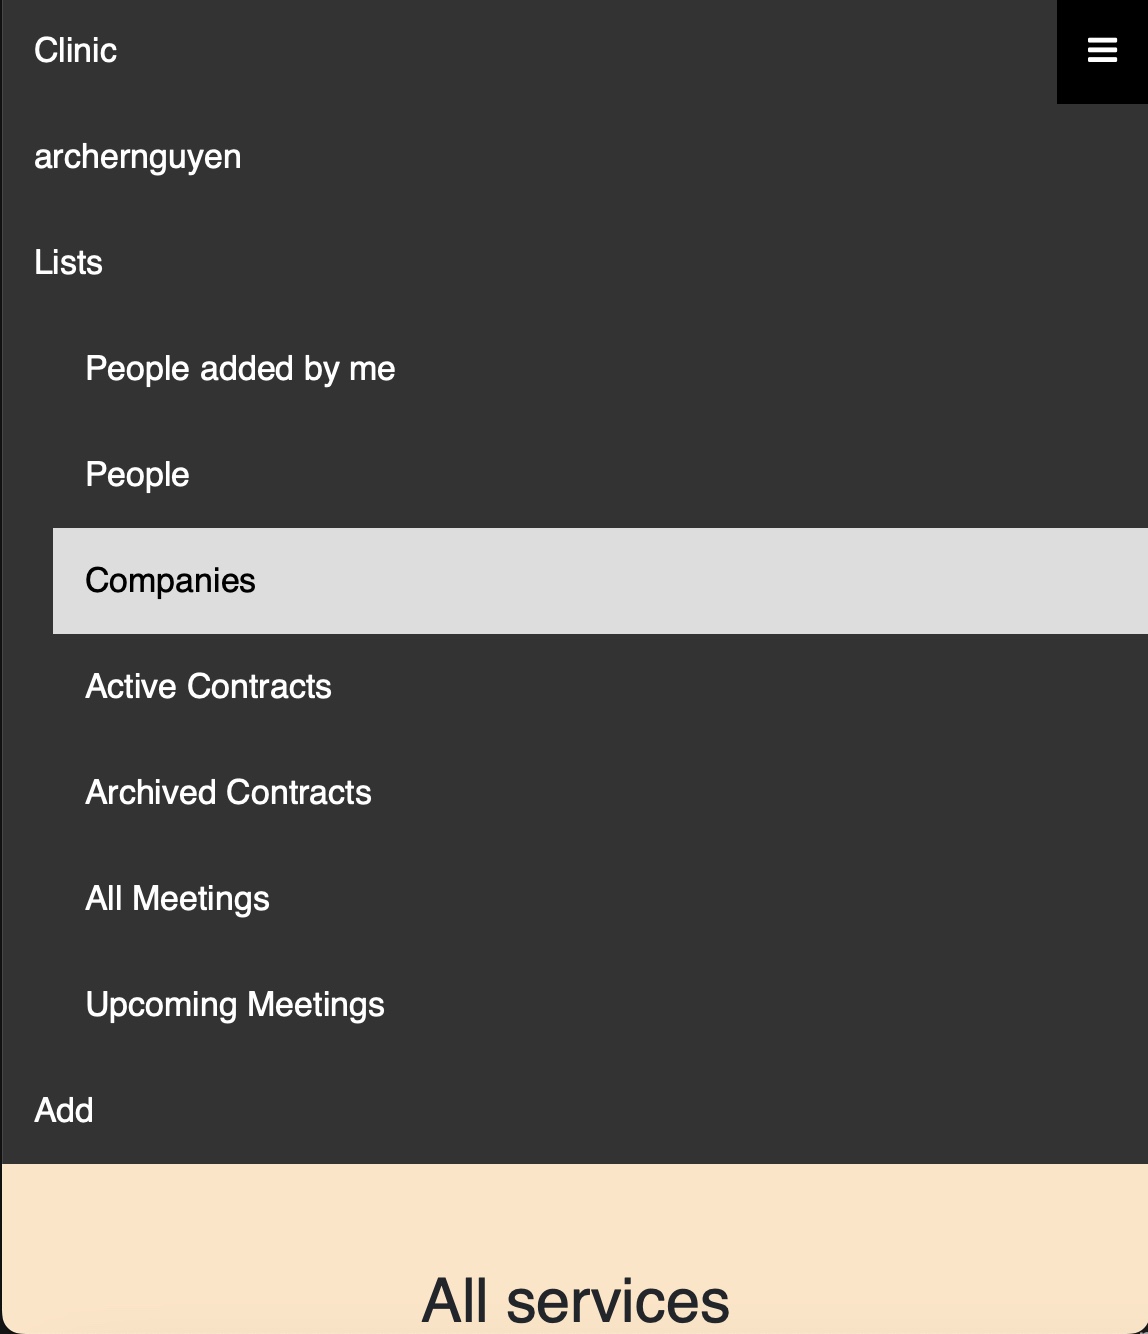 Clinic
archernguyen
Lists
People added by me
People
Companies
Active Contracts
Archived Contracts
All Meetings
Upcoming Meetings
Add
All services